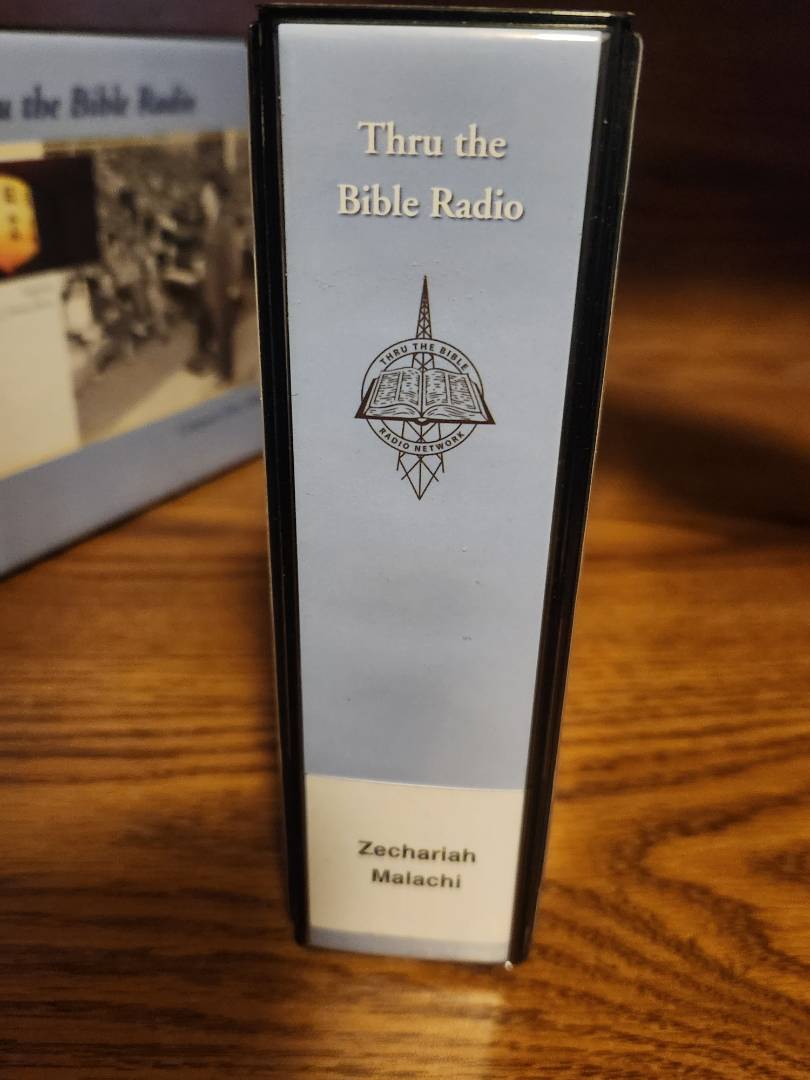 Thru the
Bible Radio
THRU THE BIBLE
RADIO NETWORK
Zechariah
Malachi
the Bible Radio